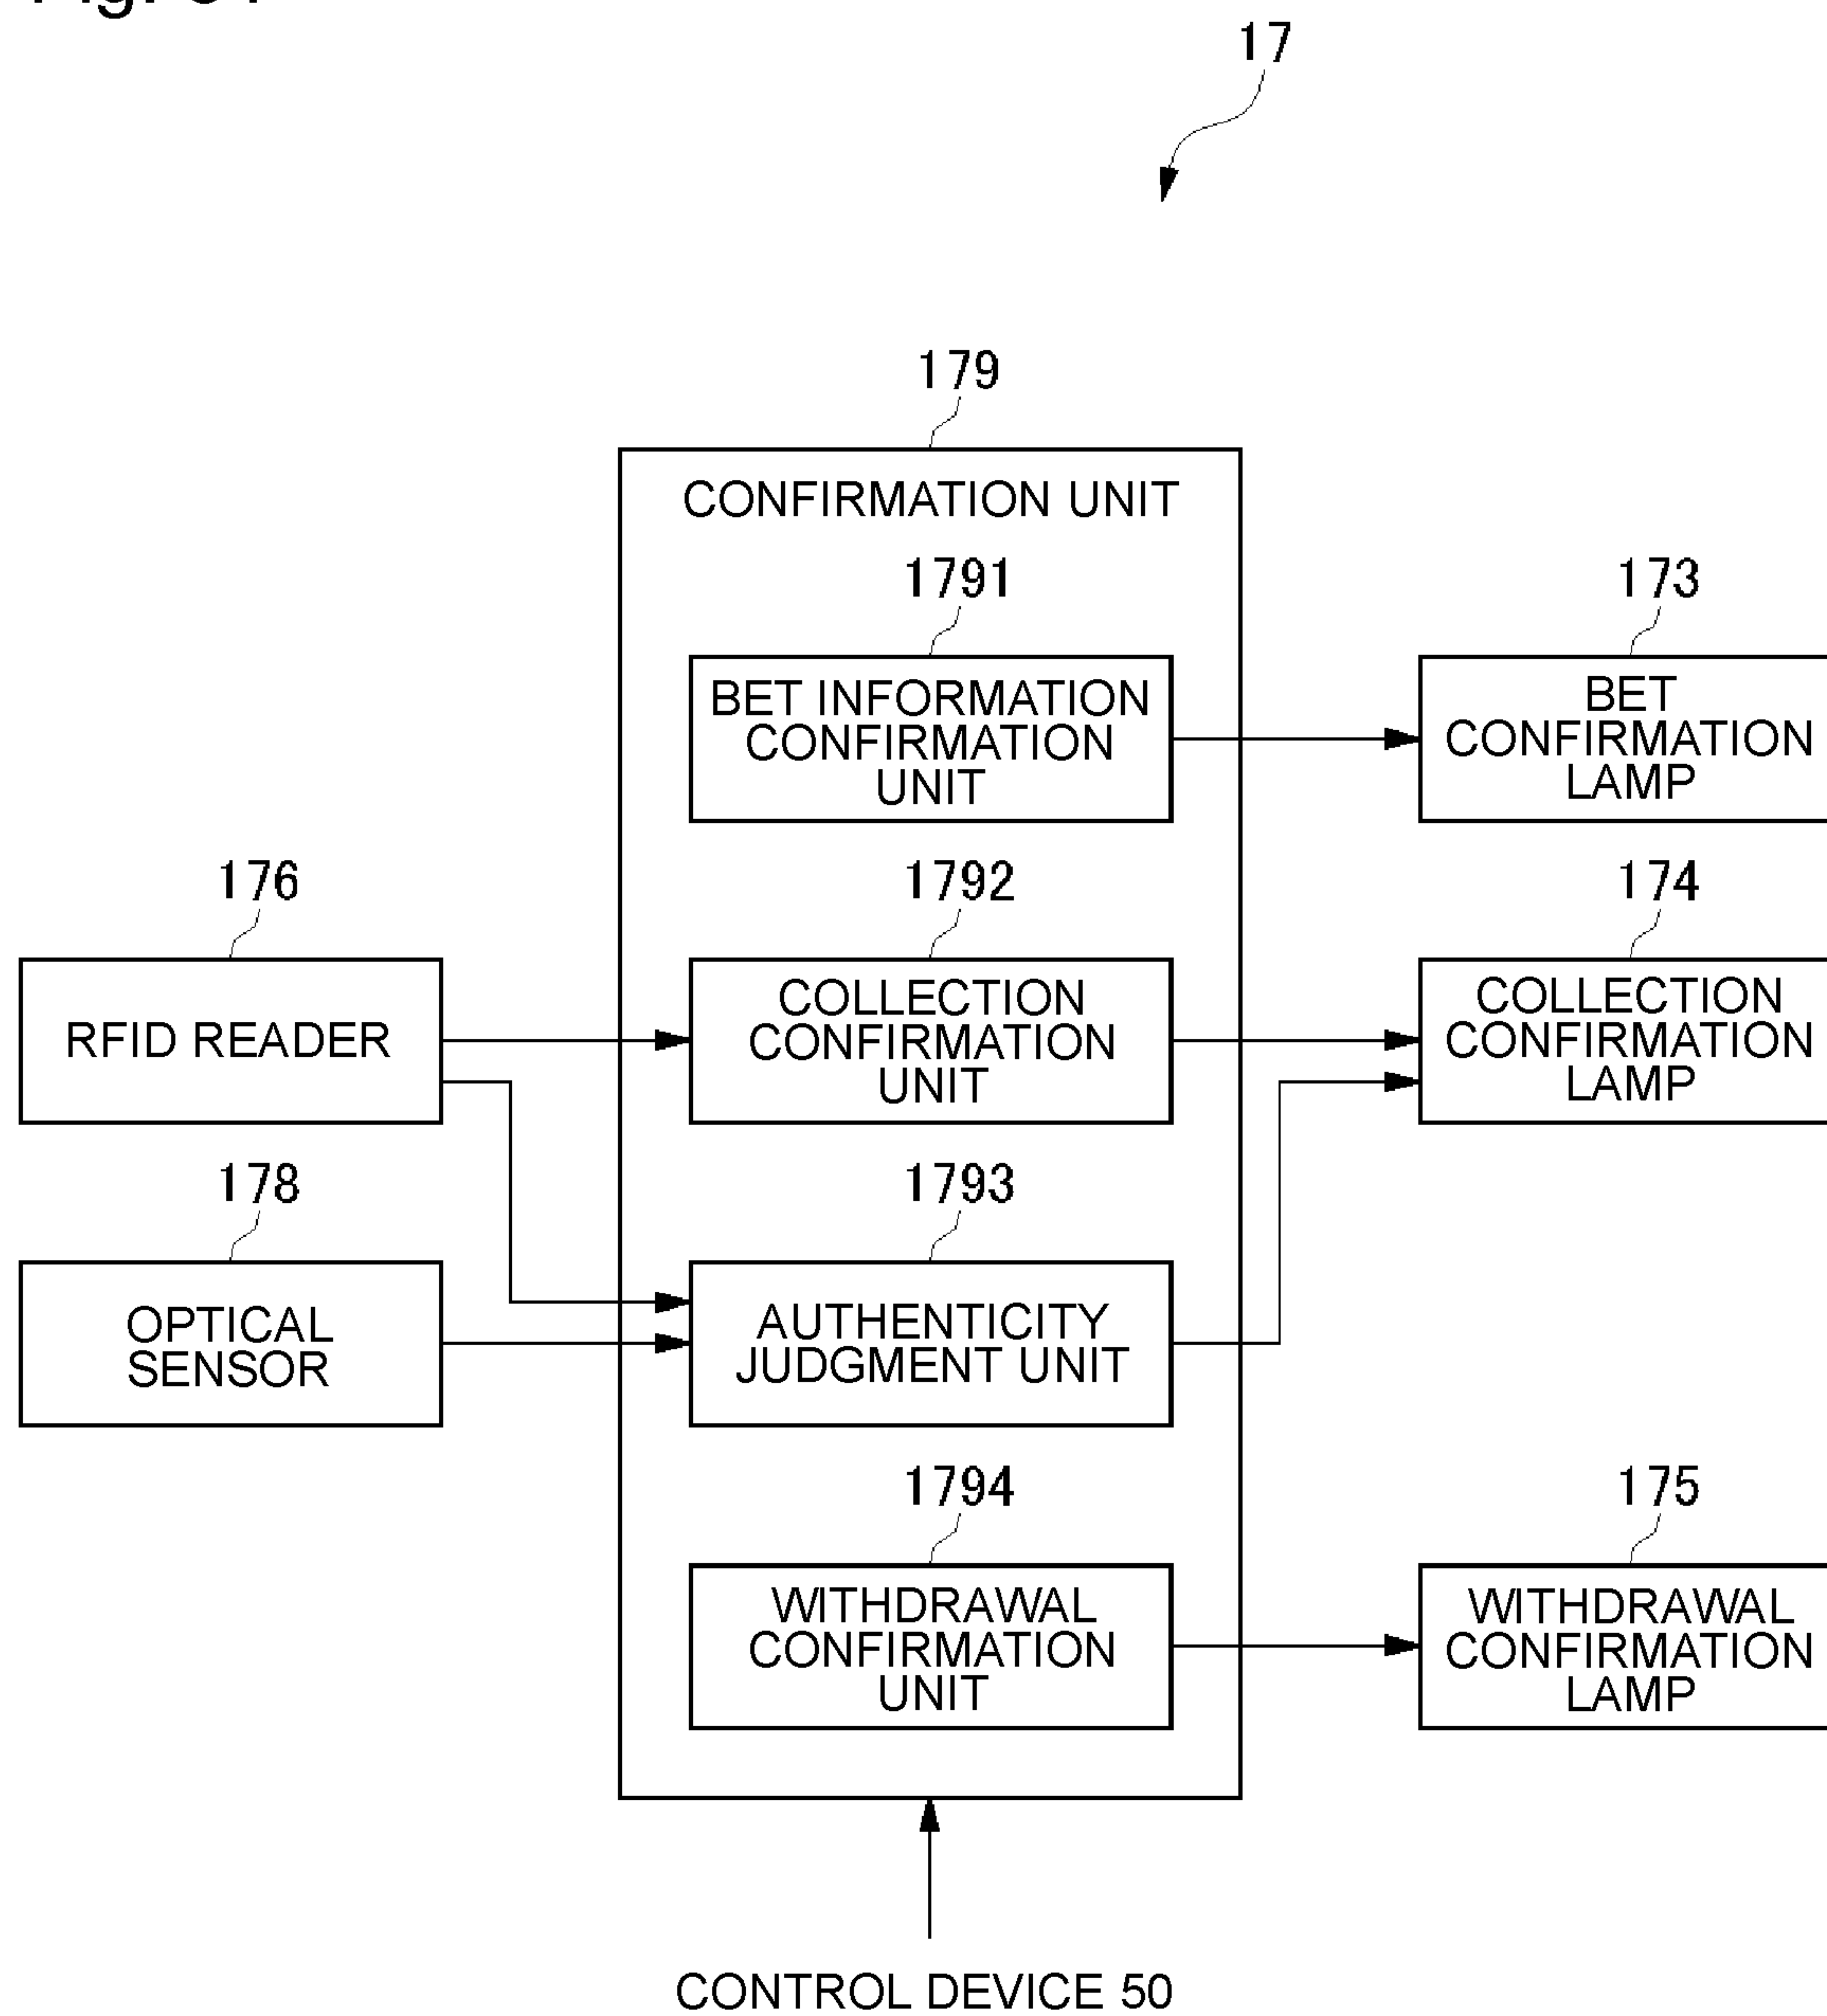 17
179
CONFIRMATION UNIT
1791
BET INFORMATION
CONFIRMATION
UNIT
173
BET
CONFIRMATION
LAMP
176
RFID READER
1792
COLLECTION
CONFIRMATION
UNIT
174
COLLECTION
CONFIRMATION
LAMP
178
OPTICAL
SENSOR
1793
AUTHENTICITY
JUDGMENT UNIT
1794
WITHDRAWAL
CONFIRMATION
UNIT
175
WITHDRAWAL
CONFIRMATION
LAMP
CONTROL DEVICE 50